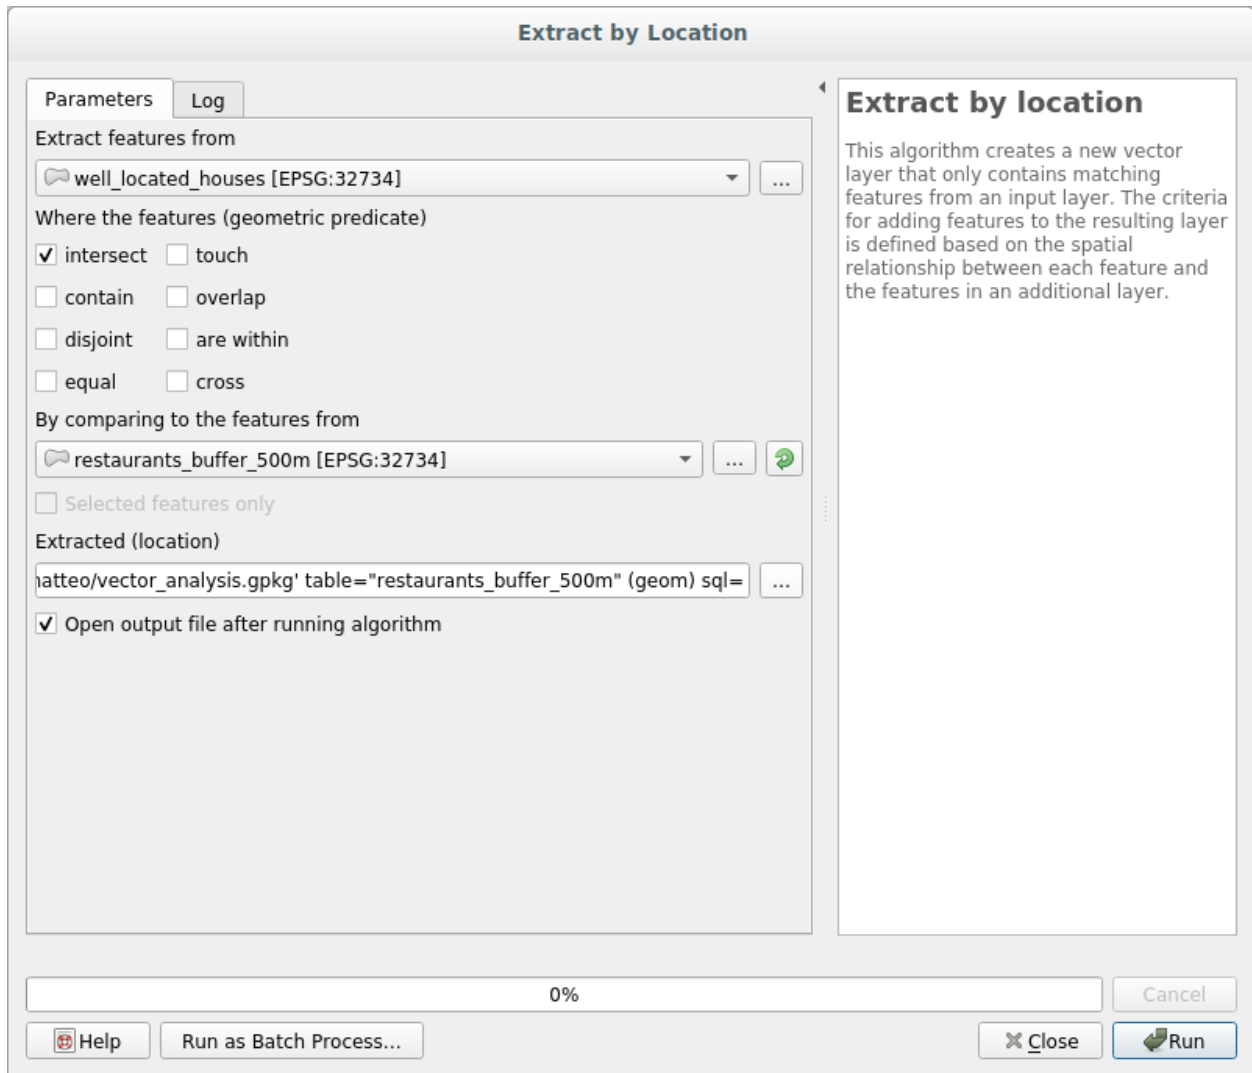 Extract by Location
Parameters
Log
Extract features from
well_located_houses [EPSG:32734]
...
Where the features (geometric predicate)
intersect
touch
contain
overlap
disjoint
are within
equal
cross
By comparing to the features from
restaurants_buffer_500m [EPSG:32734]
...
Selected features only
Extracted (location)
atteo/vector_analysis.gpkg' table="restaurants_buffer_500m" (geom) sql=
...
Open output file after running algorithm
Extract by location
This algorithm creates a new vector
layer that only contains matching
features from an input layer. The criteria
for adding features to the resulting layer
is defined based on the spatial
relationship between each feature and
the features in an additional layer.
0%
Cancel
Help
Run as Batch Process...
Close
Run